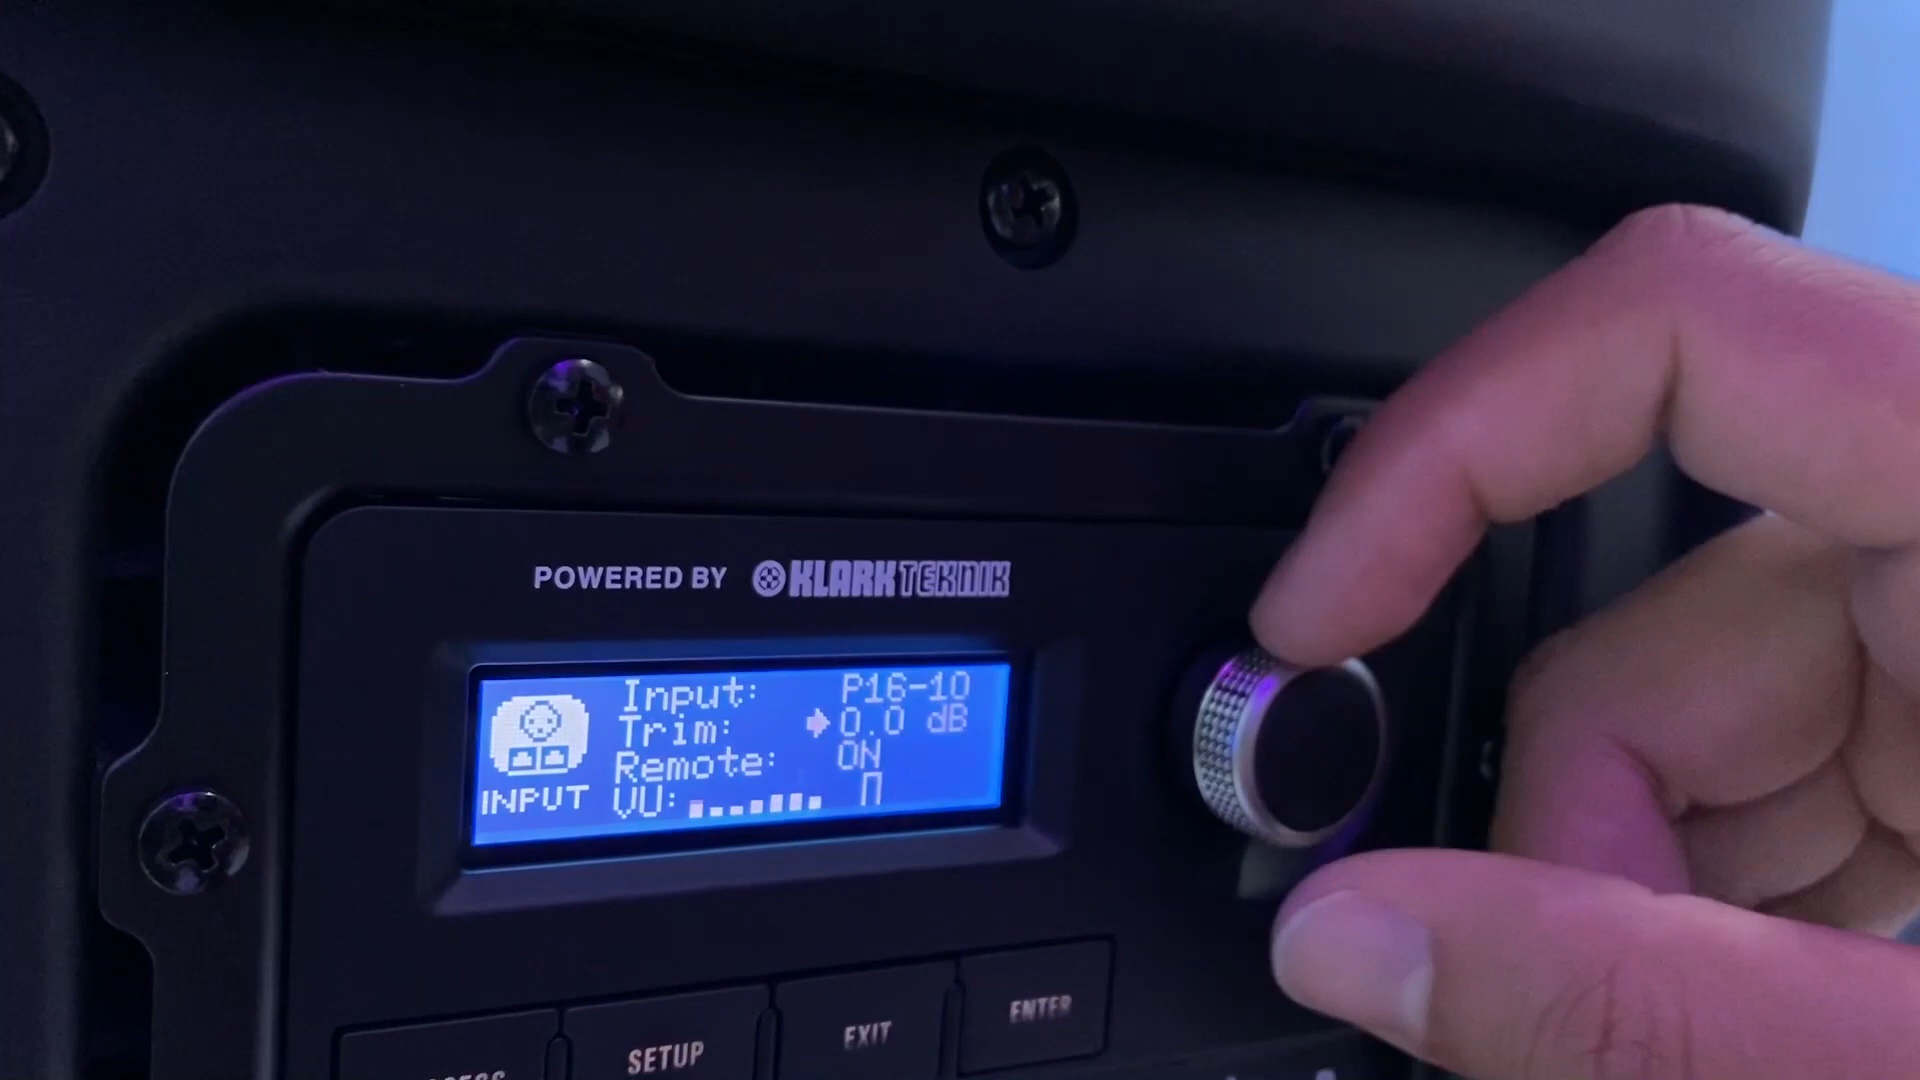 POWERED BY KLARK TEKNIK
Input: P16-10
Trim: 0.0 dB
Remote: ON
VU:
INPUT
SETUP
EXIT
ENTER